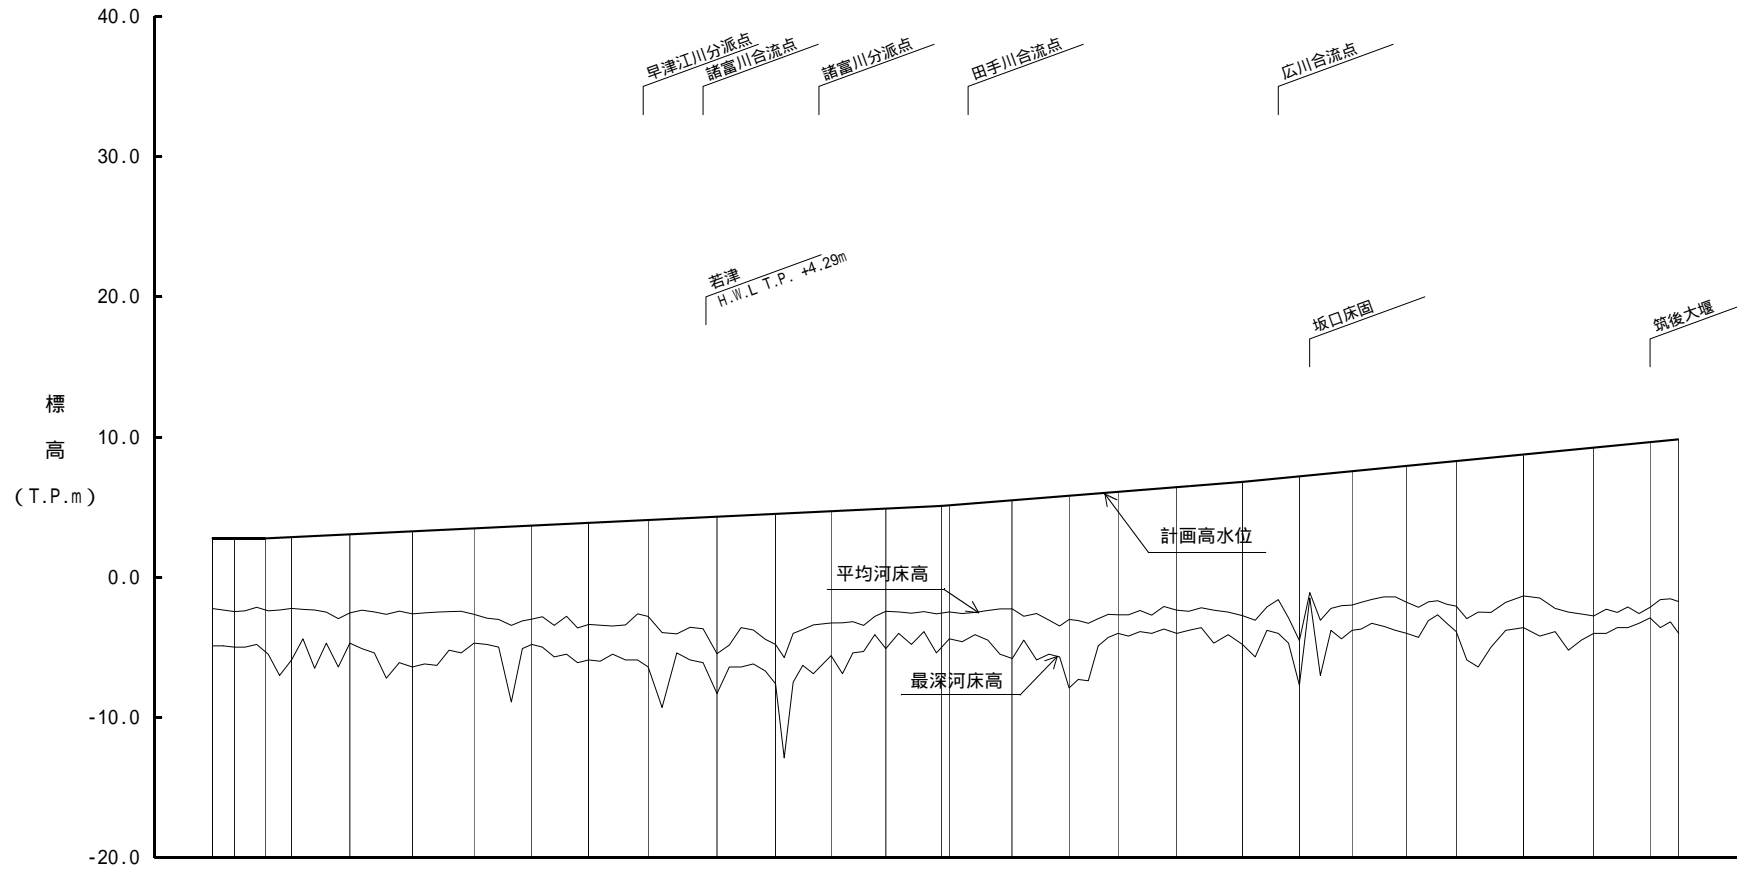 40.0
早津江川分派点
諸富川合流点
諸富川分派点
田手川合流点
広川合流点
30.0
若津
H.W.L T.P. +4.29m
20.0
坂口床固
筑後大堰
標
高
(T.P.m)
10.0
計画高水位
平均河床高
0.0
最深河床高
-10.0
-20.0